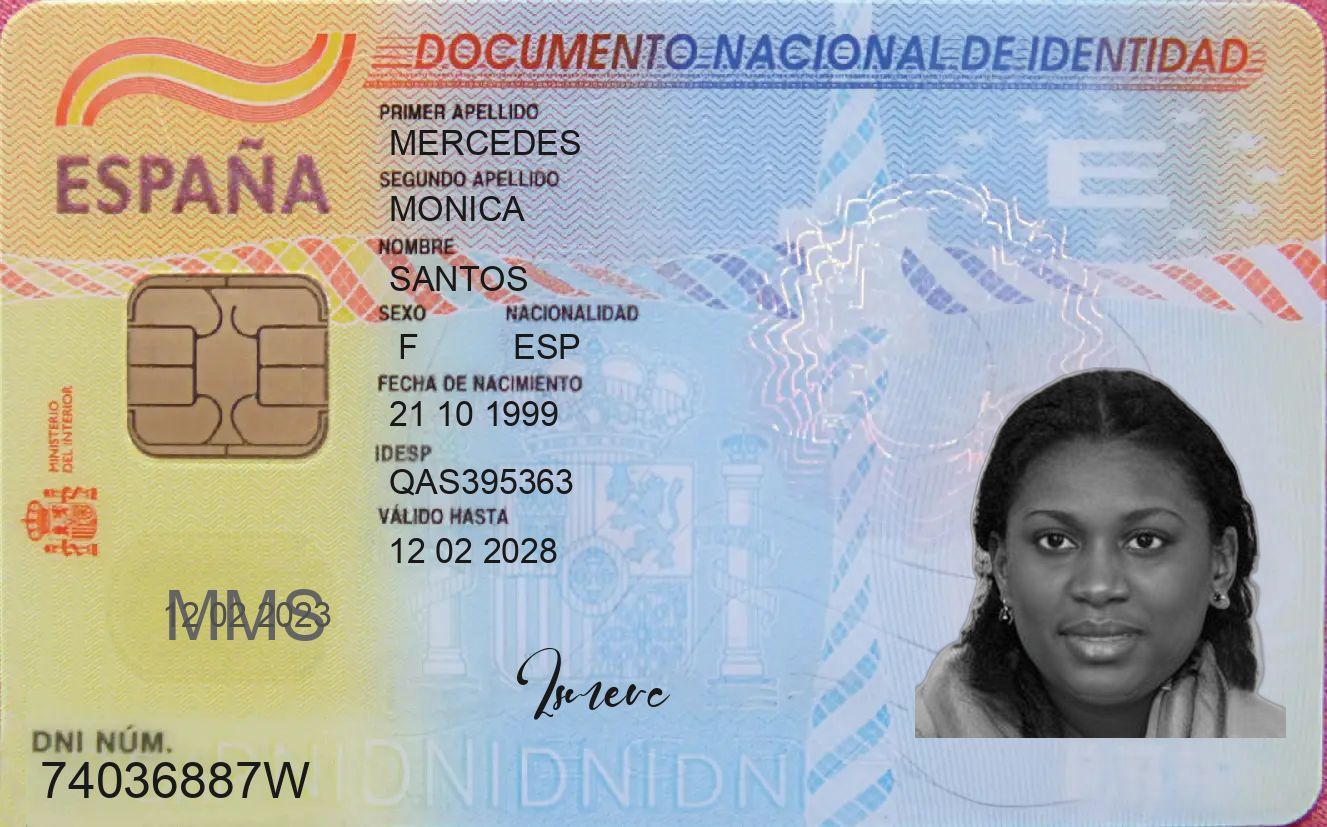 DOCUMENTO NACIONAL DE IDENTIDAD
ESPAÑA
PRIMER APELLIDO
MERCEDES
SEGUNDO APELLIDO
MONICA
NOMBRE
SANTOS
SEXO NACIONALIDAD
F ESP
FECHA DE NACIMIENTO
21 10 1999
IDESP
QAS395363
VÁLIDO HASTA
12 02 2028
MINISTERIO
DEL INTERIOR
E
MMS
12 02 2023
DNI NÚM.
74036887W
DNIDNIDNIDNI